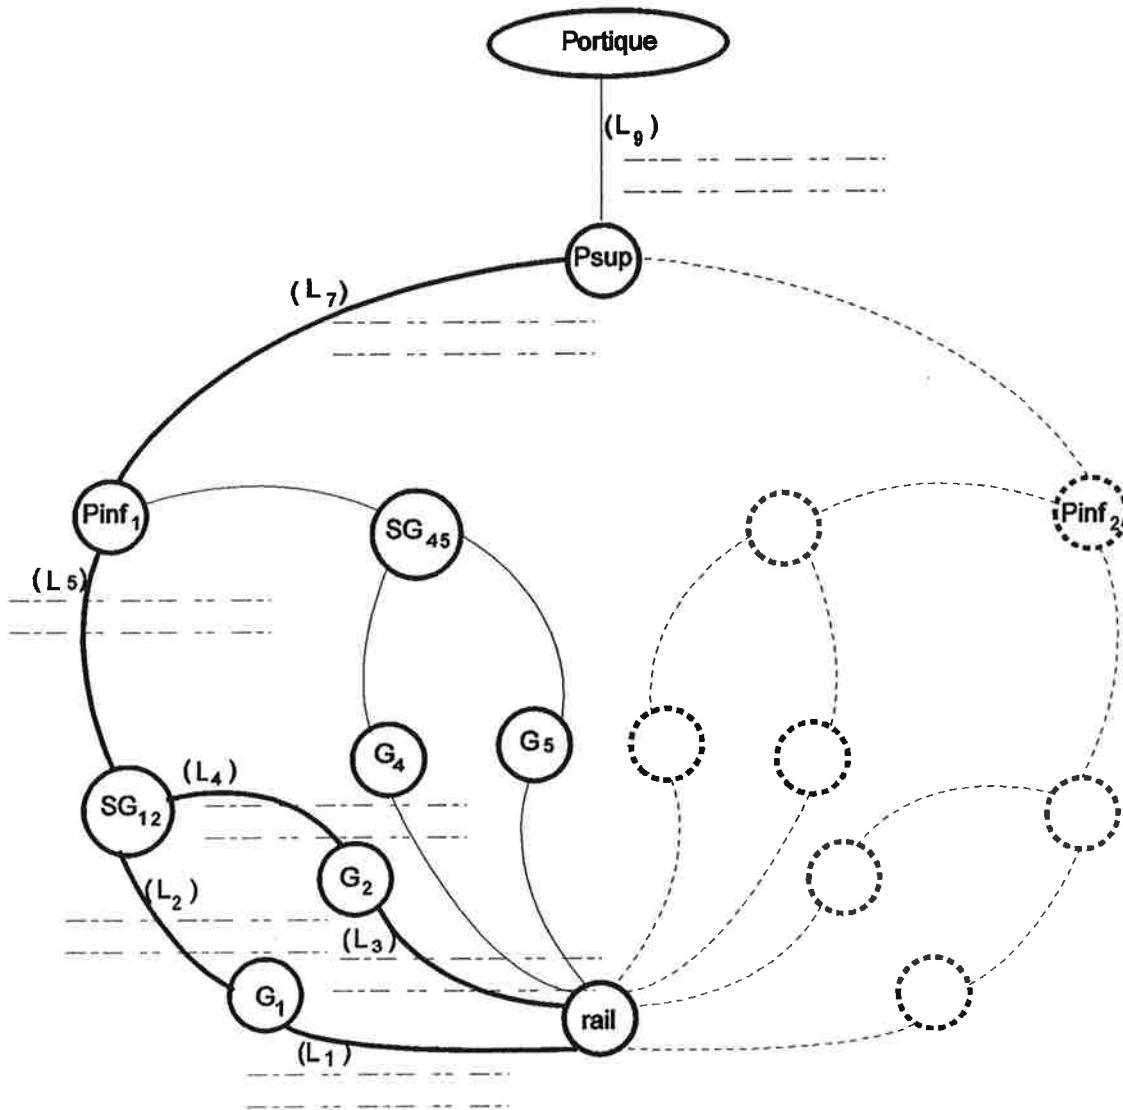 Portique
(L9)
Psup
(L7)
Pinf1
SG45
Pinf2
(L5)
G4
G5
SG12
(L4)
G2
(L2)
(L3)
G1
rail
(L1)